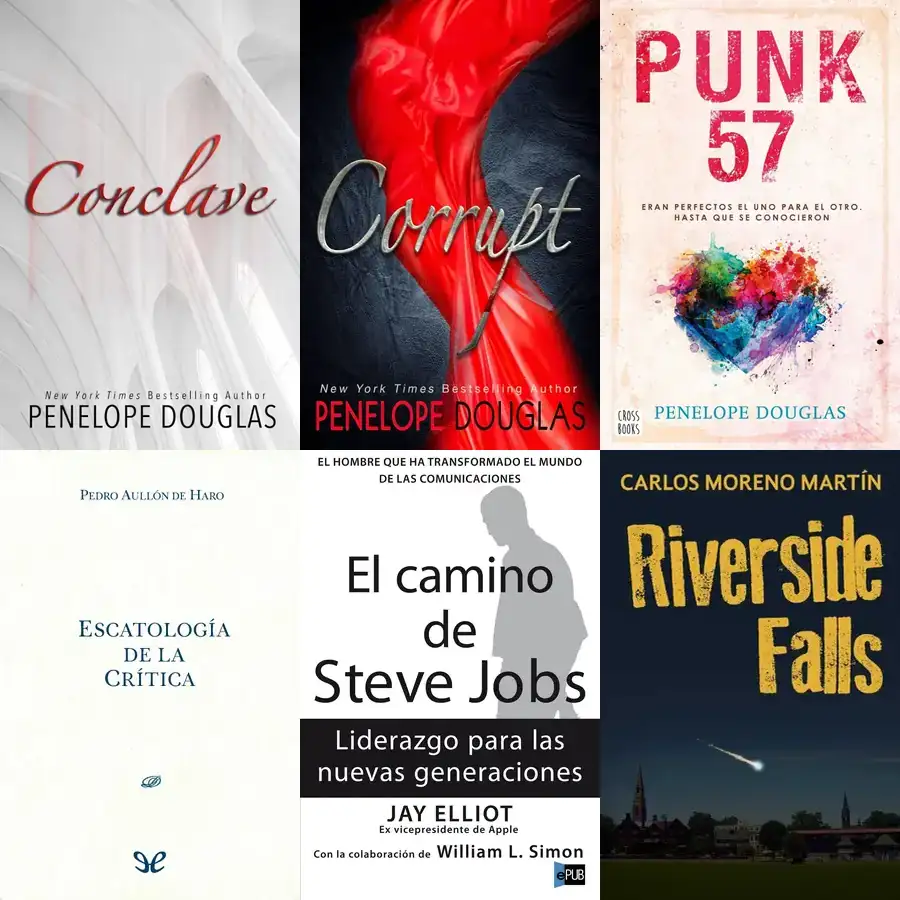 Conclave
New York Times Bestselling Author
PENELOPE DOUGLAS
Corrupt
New York Times Bestselling Author
PENELOPE DOUGLAS
PUNK
57
ERAN PERFECTOS EL UNO PARA EL OTRO.
HASTA QUE SE CONOCIERON
CROSS
BOOKS
PENELOPE DOUGLAS
PEDRO AULLÓN DE HARO
ESCATOLOGÍA
DE LA
CRÍTICA
EL HOMBRE QUE HA TRANSFORMADO EL MUNDO
DE LAS COMUNICACIONES
El camino
de
Steve Jobs
Liderazgo para las
nuevas generaciones
JAY ELLIOT
Ex vicepresidente de Apple
Con la colaboración de William L. Simon
ePUB
CARLOS MORENO MARTÍN
Riverside
Falls